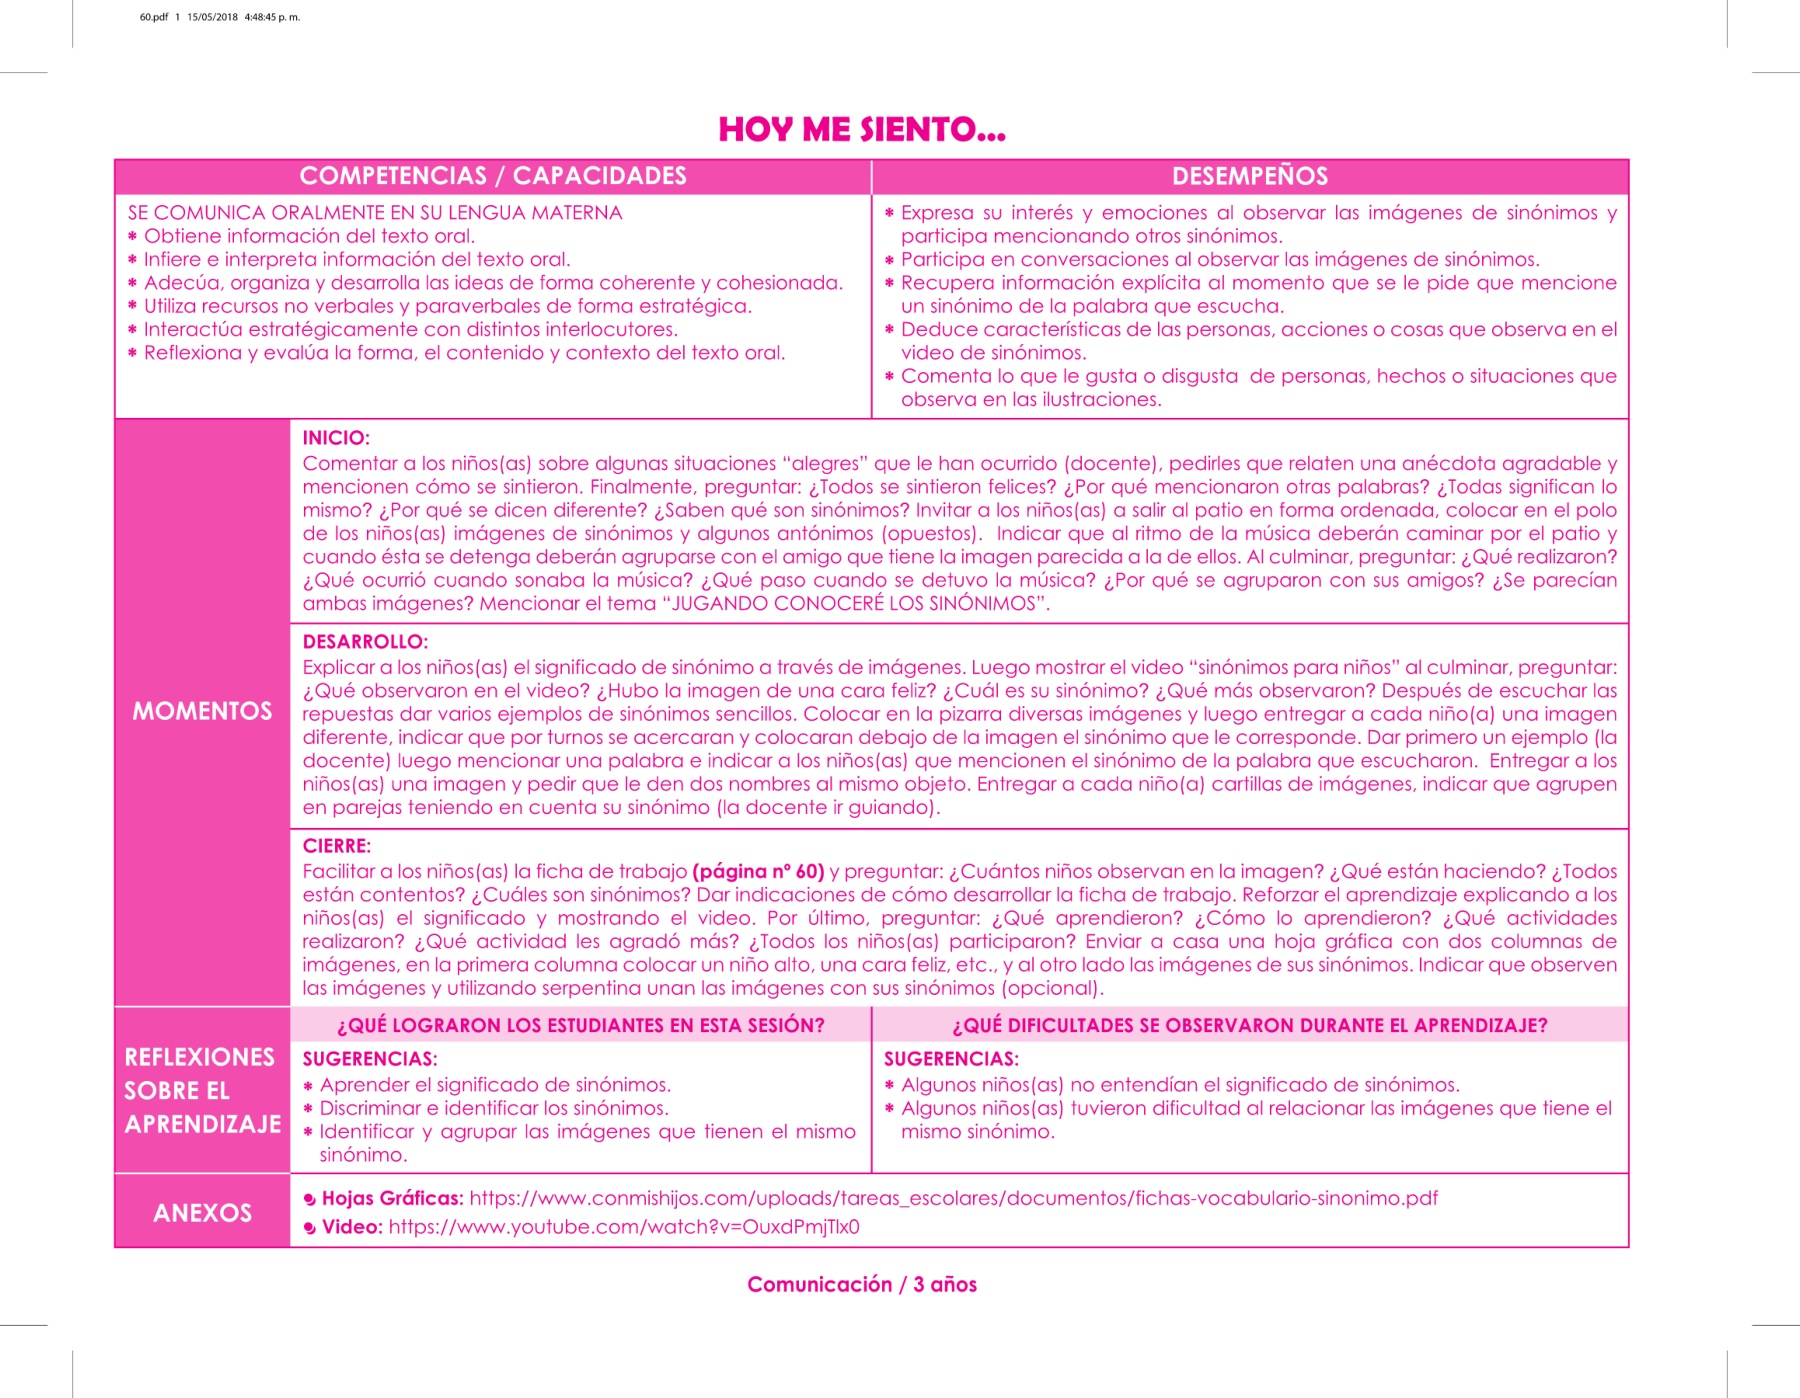 60.pdf 1 15/05/2018 4:48:45 p. m.
HOY ME SIENTO...
COMPETENCIAS / CAPACIDADES
DESEMPEÑOS
SE COMUNICA ORALMENTE EN SU LENGUA MATERNA
* Obtiene información del texto oral.
* Infiere e interpreta información del texto oral.
* Adecúa, organiza y desarrolla las ideas de forma coherente y cohesionada.
* Utiliza recursos no verbales y paraverbales de forma estratégica.
* Interactúa estratégicamente con distintos interlocutores.
* Reflexiona y evalúa la forma, el contenido y contexto del texto oral.
* Expresa su interés y emociones al observar las imágenes de sinónimos y
participa mencionando otros sinónimos.
* Participa en conversaciones al observar las imágenes de sinónimos.
* Recupera información explícita al momento que se le pide que mencione
un sinónimo de la palabra que escucha.
* Deduce características de las personas, acciones o cosas que observa en el
video de sinónimos.
* Comenta lo que le gusta o disgusta de personas, hechos o situaciones que
observa en las ilustraciones.
MOMENTOS
INICIO:
Comentar a los niños(as) sobre algunas situaciones “alegres” que le han ocurrido (docente), pedirles que relaten una anécdota agradable y
mencionen cómo se sintieron. Finalmente, preguntar: ¿Todos se sintieron felices? ¿Por qué mencionaron otras palabras? ¿Todas significan lo
mismo? ¿Por qué se dicen diferente? ¿Saben qué son sinónimos? Invitar a los niños(as) a salir al patio en forma ordenada, colocar en el polo
de los niños(as) imágenes de sinónimos y algunos antónimos (opuestos). Indicar que al ritmo de la música deberán caminar por el patio y
cuando ésta se detenga deberán agruparse con el amigo que tiene la imagen parecida a la de ellos. Al culminar, preguntar: ¿Qué realizaron?
¿Qué ocurrió cuando sonaba la música? ¿Qué paso cuando se detuvo la música? ¿Por qué se agruparon con sus amigos? ¿Se parecían
ambas imágenes? Mencionar el tema “JUGANDO CONOCERÉ LOS SINÓNIMOS”.
DESARROLLO:
Explicar a los niños(as) el significado de sinónimo a través de imágenes. Luego mostrar el video “sinónimos para niños” al culminar, preguntar:
¿Qué observaron en el video? ¿Hubo la imagen de una cara feliz? ¿Cuál es su sinónimo? ¿Qué más observaron? Después de escuchar las
repuestas dar varios ejemplos de sinónimos sencillos. Colocar en la pizarra diversas imágenes y luego entregar a cada niño(a) una imagen
diferente, indicar que por turnos se acercaran y colocaran debajo de la imagen el sinónimo que le corresponde. Dar primero un ejemplo (la
docente) luego mencionar una palabra e indicar a los niños(as) que mencionen el sinónimo de la palabra que escucharon. Entregar a los
niños(as) una imagen y pedir que le den dos nombres al mismo objeto. Entregar a cada niño(a) cartillas de imágenes, indicar que agrupen
en parejas teniendo en cuenta su sinónimo (la docente ir guiando).
CIERRE:
Facilitar a los niños(as) la ficha de trabajo (página nº 60) y preguntar: ¿Cuántos niños observan en la imagen? ¿Qué están haciendo? ¿Todos
están contentos? ¿Cuáles son sinónimos? Dar indicaciones de cómo desarrollar la ficha de trabajo. Reforzar el aprendizaje explicando a los
niños(as) el significado y mostrando el video. Por último, preguntar: ¿Qué aprendieron? ¿Cómo lo aprendieron? ¿Qué actividades
realizaron? ¿Qué actividad les agradó más? ¿Todos los niños(as) participaron? Enviar a casa una hoja gráfica con dos columnas de
imágenes, en la primera columna colocar un niño alto, una cara feliz, etc., y al otro lado las imágenes de sus sinónimos. Indicar que observen
las imágenes y utilizando serpentina unan las imágenes con sus sinónimos (opcional).
REFLEXIONES
SOBRE EL
APRENDIZAJE
¿QUÉ LOGRARON LOS ESTUDIANTES EN ESTA SESIÓN?
SUGERENCIAS:
* Aprender el significado de sinónimos.
* Discriminar e identificar los sinónimos.
* Identificar y agrupar las imágenes que tienen el mismo
sinónimo.
¿QUÉ DIFICULTADES SE OBSERVARON DURANTE EL APRENDIZAJE?
SUGERENCIAS:
* Algunos niños(as) no entendían el significado de sinónimos.
* Algunos niños(as) tuvieron dificultad al relacionar las imágenes que tiene el
mismo sinónimo.
ANEXOS
Hojas Gráficas: https://www.conmishijos.com/uploads/tareas_escolares/documentos/fichas-vocabulario-sinonimo.pdf
Video: https://www.youtube.com/watch?v=OuxdPmjTlx0
Comunicación / 3 años